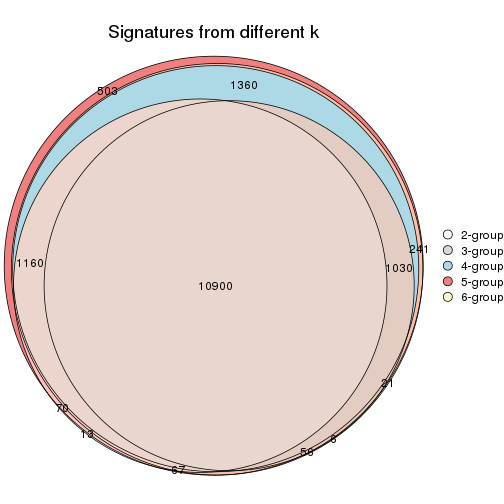 Signatures from different k
503
1360
241
1160
1030
10900
21
70
13
6
58
67
2-group
3-group
4-group
5-group
6-group